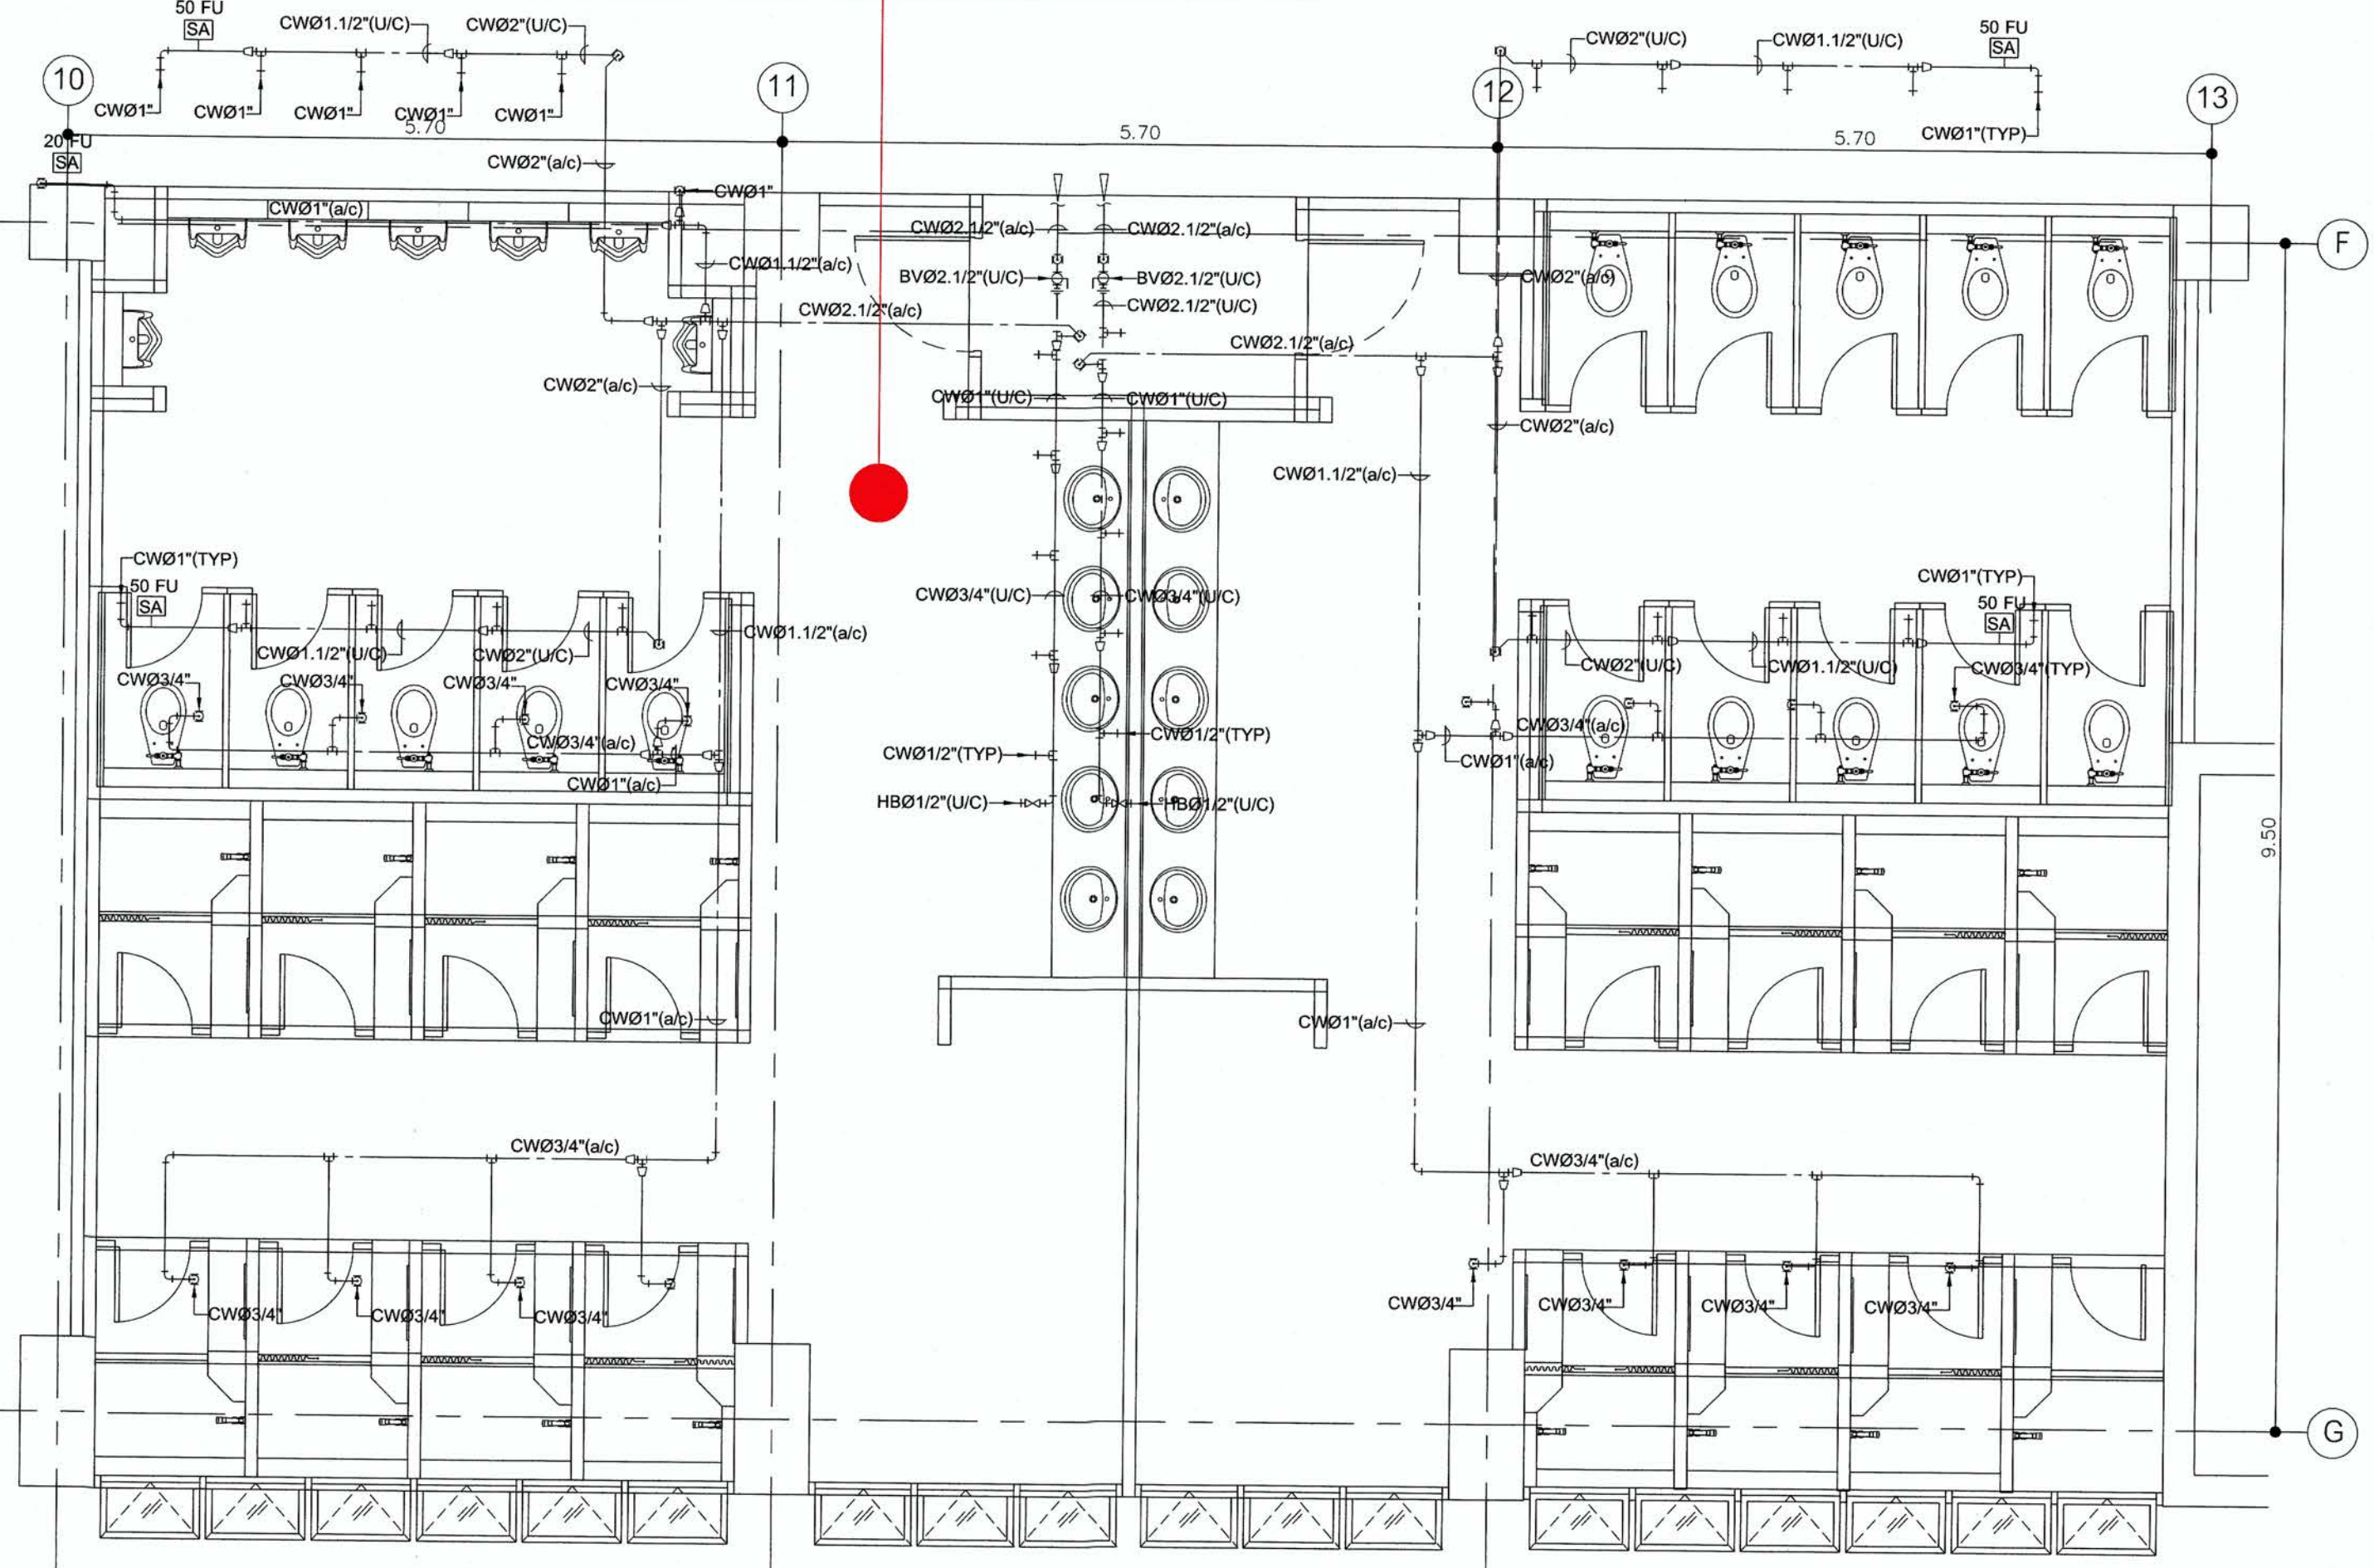 50 FU
SA
CWØ1.1/2"(U/C)
CWØ2"(U/C)
CWØ2"(U/C)
CWØ1.1/2"(U/C)
50 FU
SA
10
11
12
13
CWØ1"
CWØ1"
CWØ1"
CWØ1"
CWØ1"
5.70
5.70
5.70
CWØ1"(TYP)
20 FU
SA
CWØ2"(a/c)
CWØ1"
CWØ1"(a/c)
CWØ2.1/2"(a/c)
CWØ2.1/2"(a/c)
F
CWØ1.1/2"(a/c)
BVØ2.1/2"(U/C)
BVØ2.1/2"(U/C)
CWØ2"(a/c)
CWØ2.1/2"(a/c)
CWØ2.1/2"(U/C)
CWØ2.1/2"(a/c)
CWØ2"(a/c)
CWØ1"(U/C)
CWØ1"(U/C)
CWØ2"(a/c)
CWØ1.1/2"(a/c)
CWØ1"(TYP)
50 FU
SA
CWØ3/4"(U/C)
CWØ3/4"(U/C)
CWØ1"(TYP)
50 FU
SA
CWØ1.1/2"(a/c)
CWØ1.1/2"(U/C)
CWØ2"(U/C)
CWØ2"(U/C)
CWØ1.1/2"(U/C)
CWØ3/4"(TYP)
CWØ3/4"
CWØ3/4"
CWØ3/4"
CWØ3/4"
CWØ3/4"(a/c)
CWØ1/2"(TYP)
CWØ1/2"(TYP)
CWØ3/4"(a/c)
CWØ1"(a/c)
CWØ1"(a/c)
HBØ1/2"(U/C)
HBØ1/2"(U/C)
9.50
CWØ1"(a/c)
CWØ1"(a/c)
CWØ3/4"(a/c)
CWØ3/4"(a/c)
CWØ3/4"
CWØ3/4"
CWØ3/4"
CWØ3/4"
CWØ3/4"
CWØ3/4"
CWØ3/4"
G